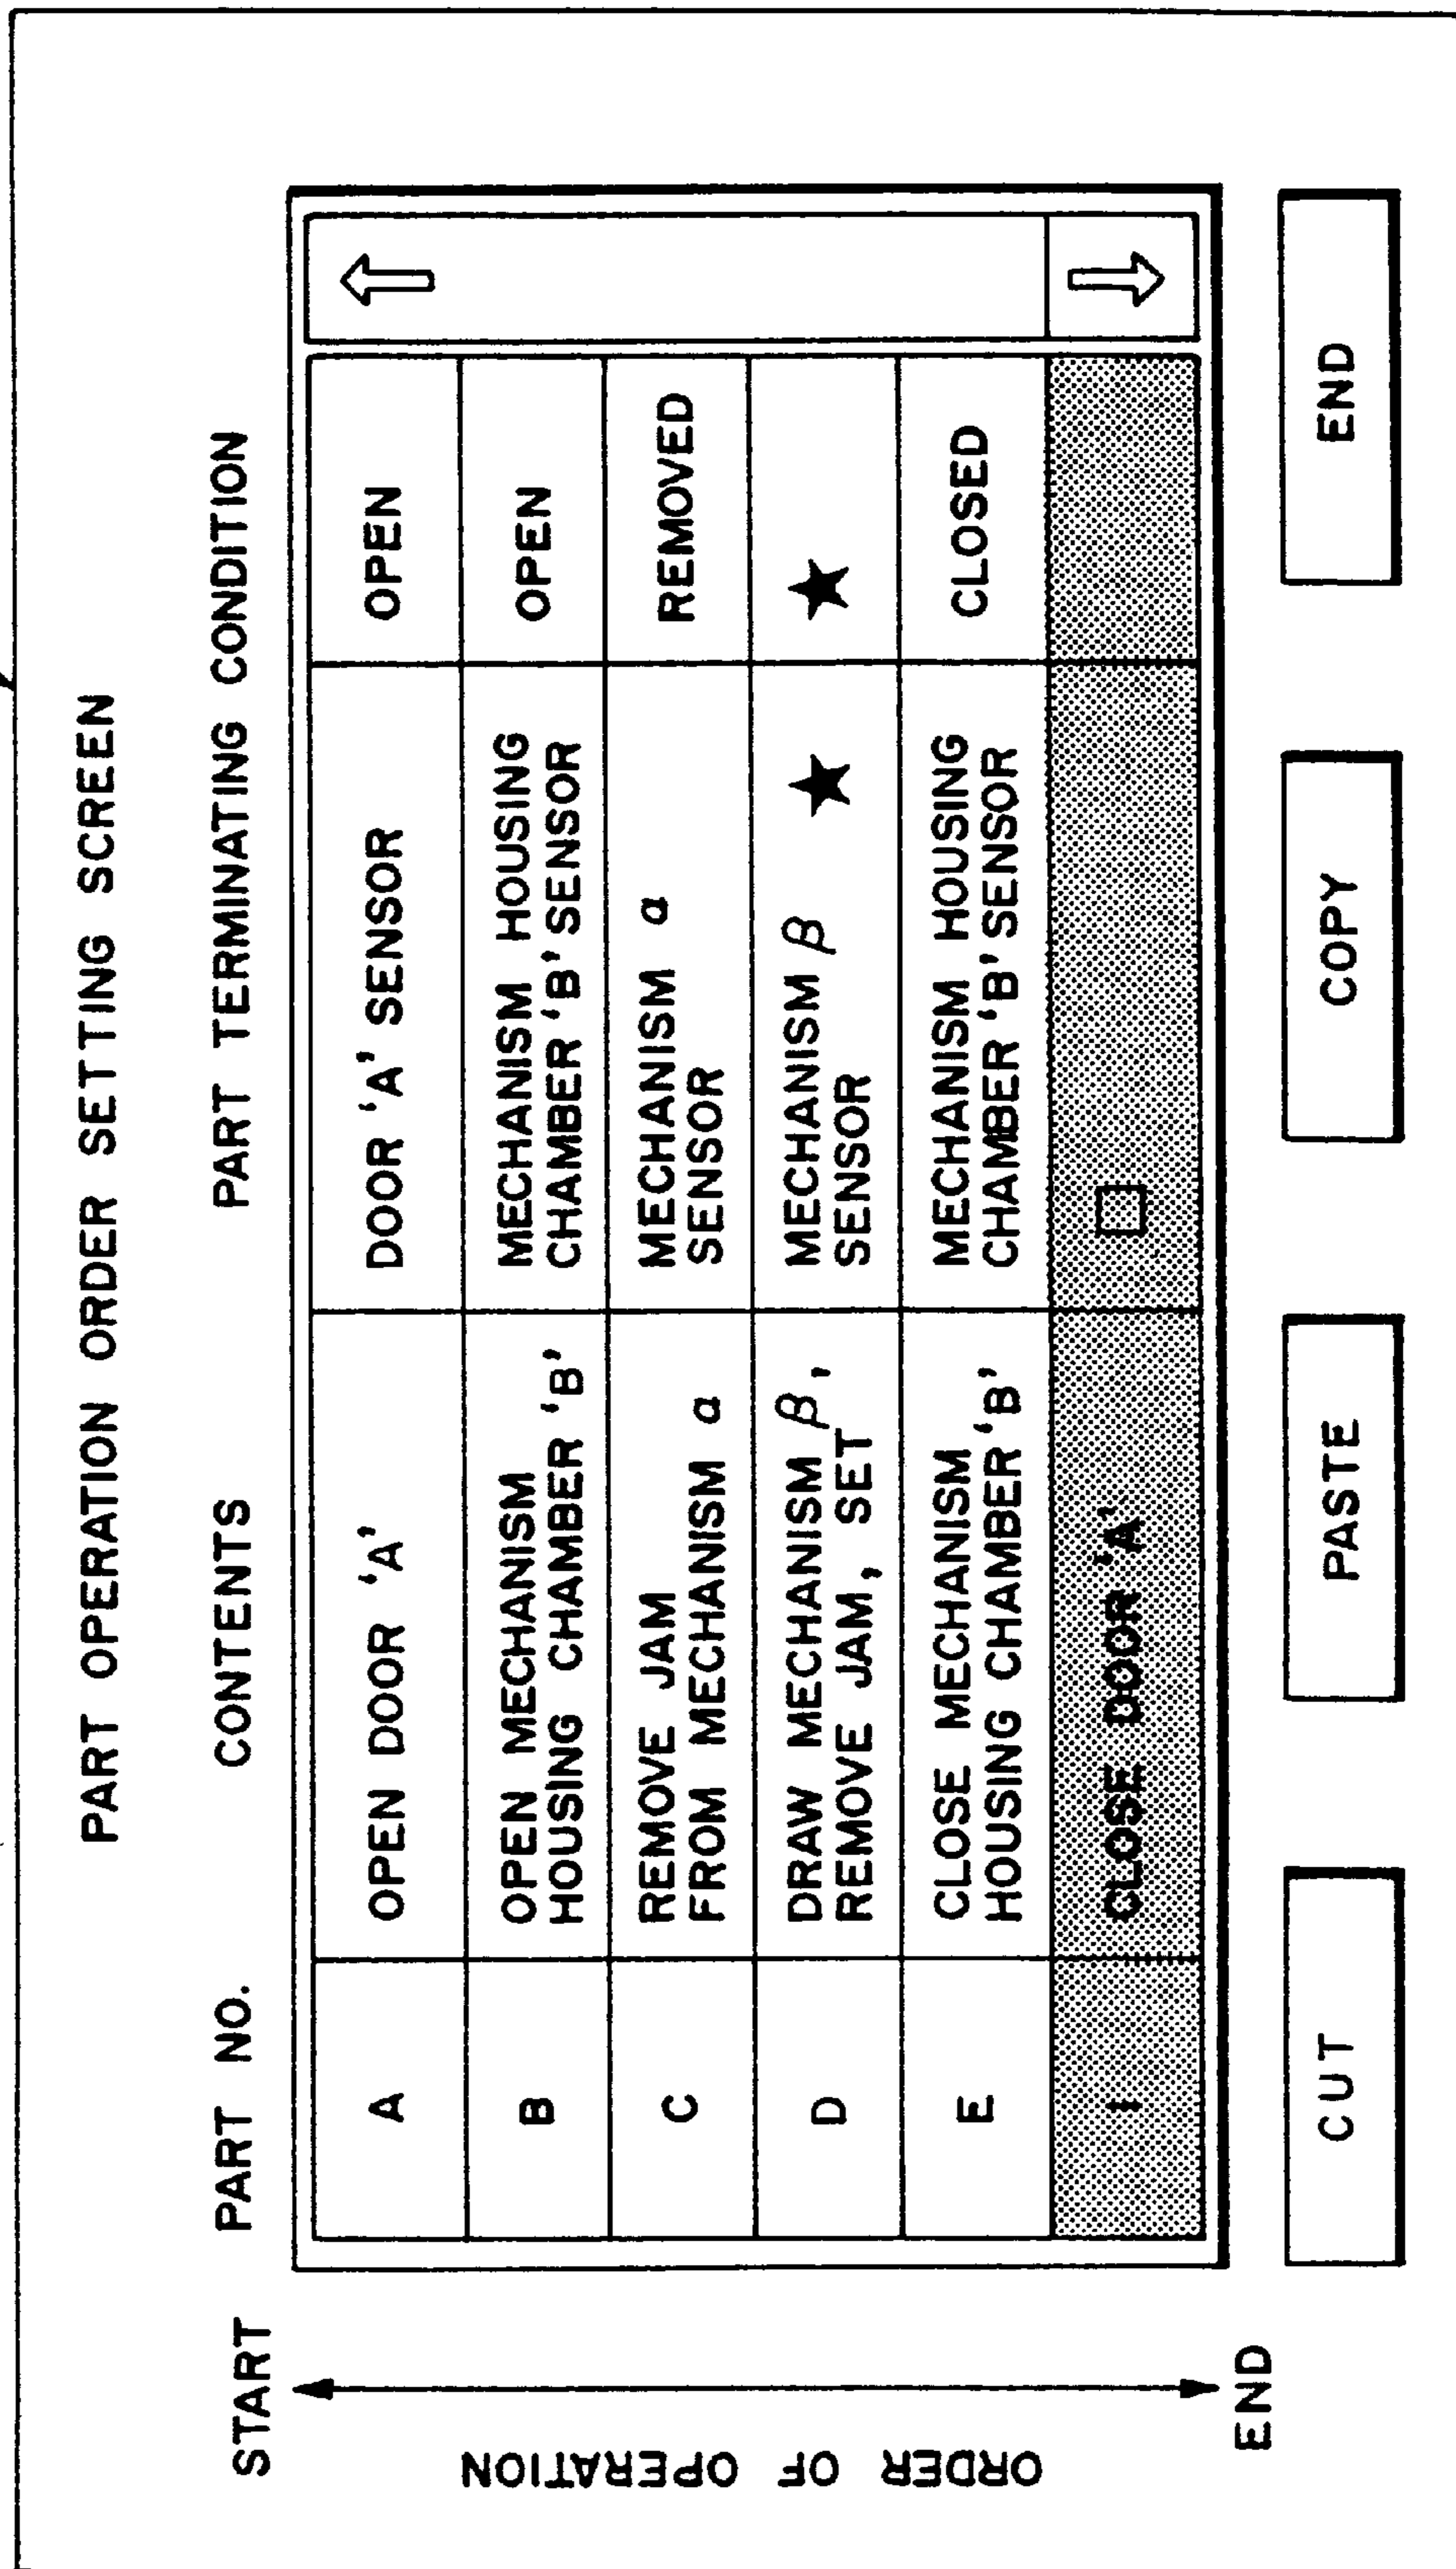 PART OPERATION ORDER SETTING SCREEN
START PART NO. CONTENTS PART TERMINATING CONDITION
ORDER OF OPERATION
A OPEN DOOR 'A' DOOR 'A' SENSOR OPEN
B OPEN MECHANISM MECHANISM HOUSING OPEN
HOUSING CHAMBER 'B' CHAMBER 'B' SENSOR
C REMOVE JAM MECHANISM α REMOVED
FROM MECHANISM α SENSOR
D DRAW MECHANISM β, MECHANISM β ★ ★
REMOVE JAM, SET SENSOR
E CLOSE MECHANISM MECHANISM HOUSING CLOSED
HOUSING CHAMBER 'B' CHAMBER 'B' SENSOR
CLOSE DOOR 'A'
END
CUT PASTE COPY END